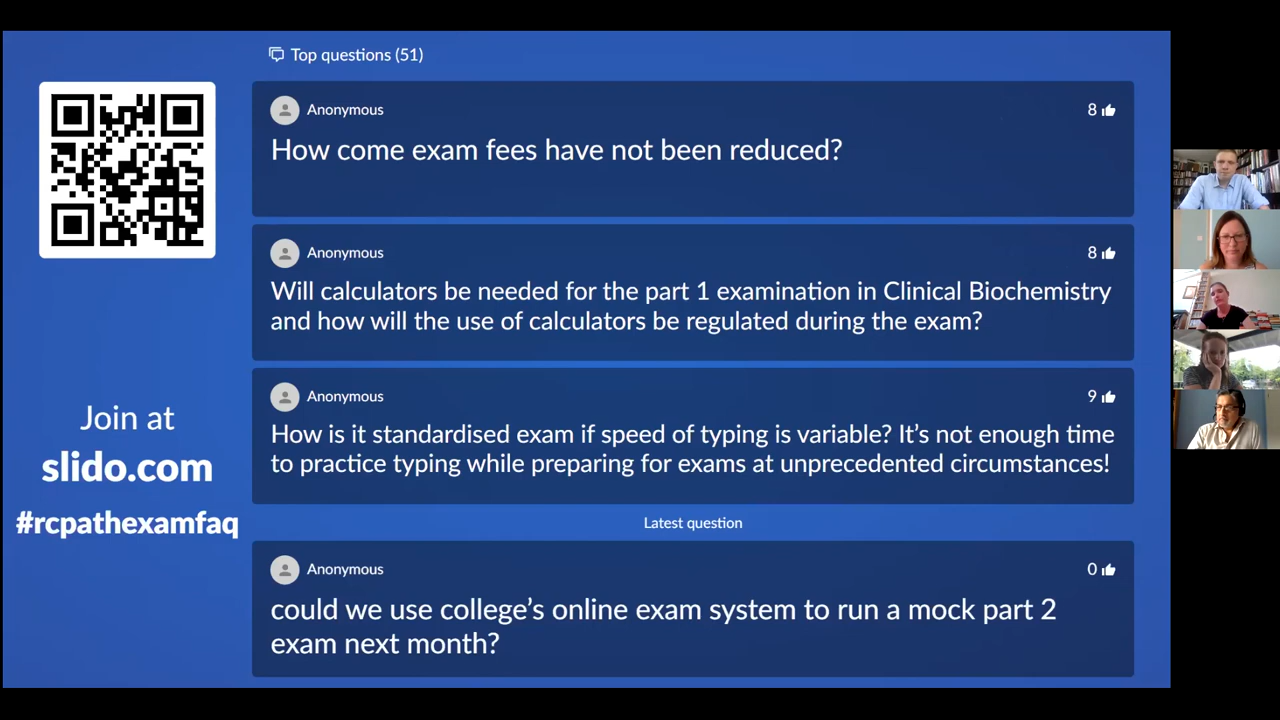 Top questions (51)
Anonymous
8
How come exam fees have not been reduced?
Anonymous
8
Will calculators be needed for the part 1 examination in Clinical Biochemistry
and how will the use of calculators be regulated during the exam?
Anonymous
9
How is it standardised exam if speed of typing is variable? It’s not enough time
to practice typing while preparing for exams at unprecedented circumstances!
Latest question
Anonymous
0
could we use college’s online exam system to run a mock part 2
exam next month?
Join at
slido.com
#rcpathexamfaq